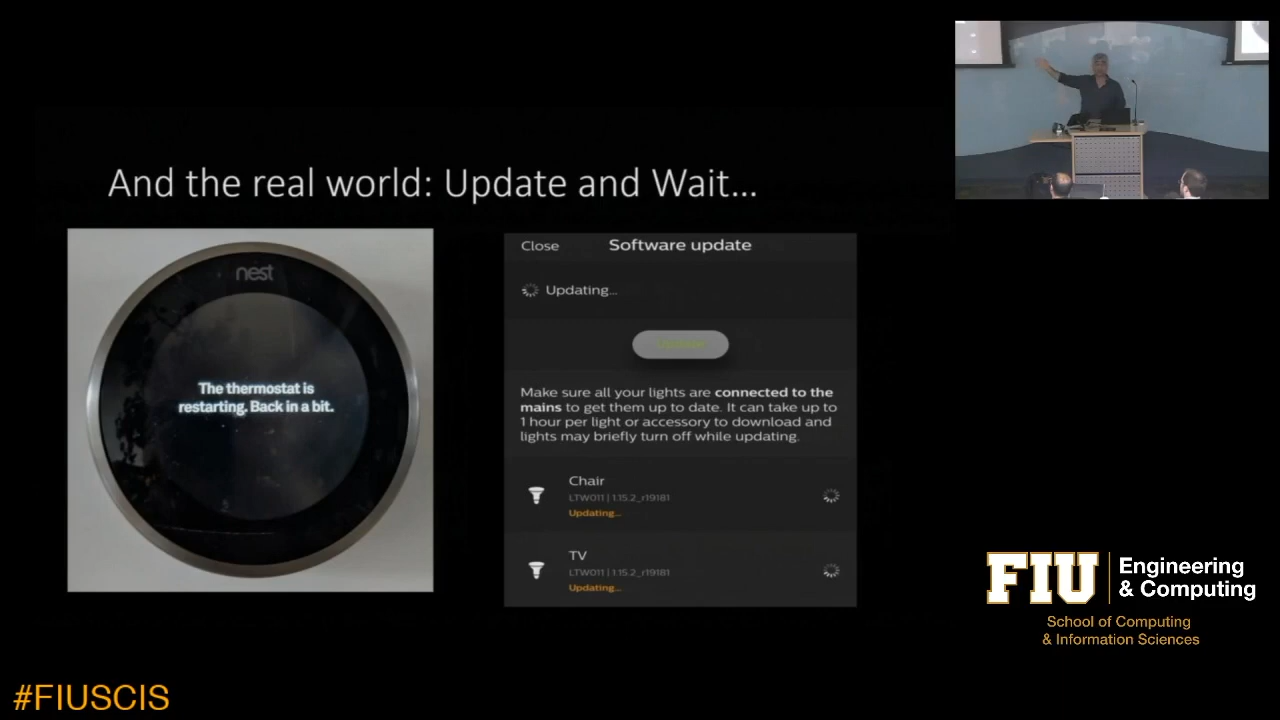 And the real world: Update and Wait...
nest
The thermostat is
restarting. Back in a bit.
Close
Software update
Updating...
Update
Make sure all your lights are connected to the
mains to get them up to date. It can take up to
1 hour per light or accessory to download and
lights may briefly turn off while updating.
Chair
LTW011 | 1.15.2_r19181
Updating...
TV
LTW011 | 1.15.2_r19181
Updating...
FIU
Engineering
& Computing
School of Computing
& Information Sciences
#FIUSCIS